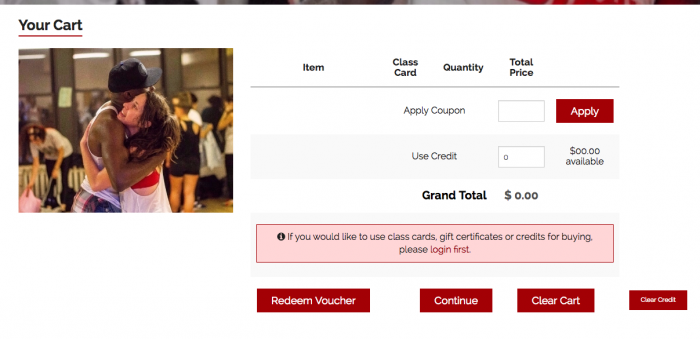 Your Cart
Item
Class
Card
Quantity
Total
Price
Apply Coupon
Apply
Use Credit
0
$00.00
available
Grand Total
$ 0.00
If you would like to use class cards, gift certificates or credits for buying,
please login first.
Redeem Voucher
Continue
Clear Cart
Clear Credit